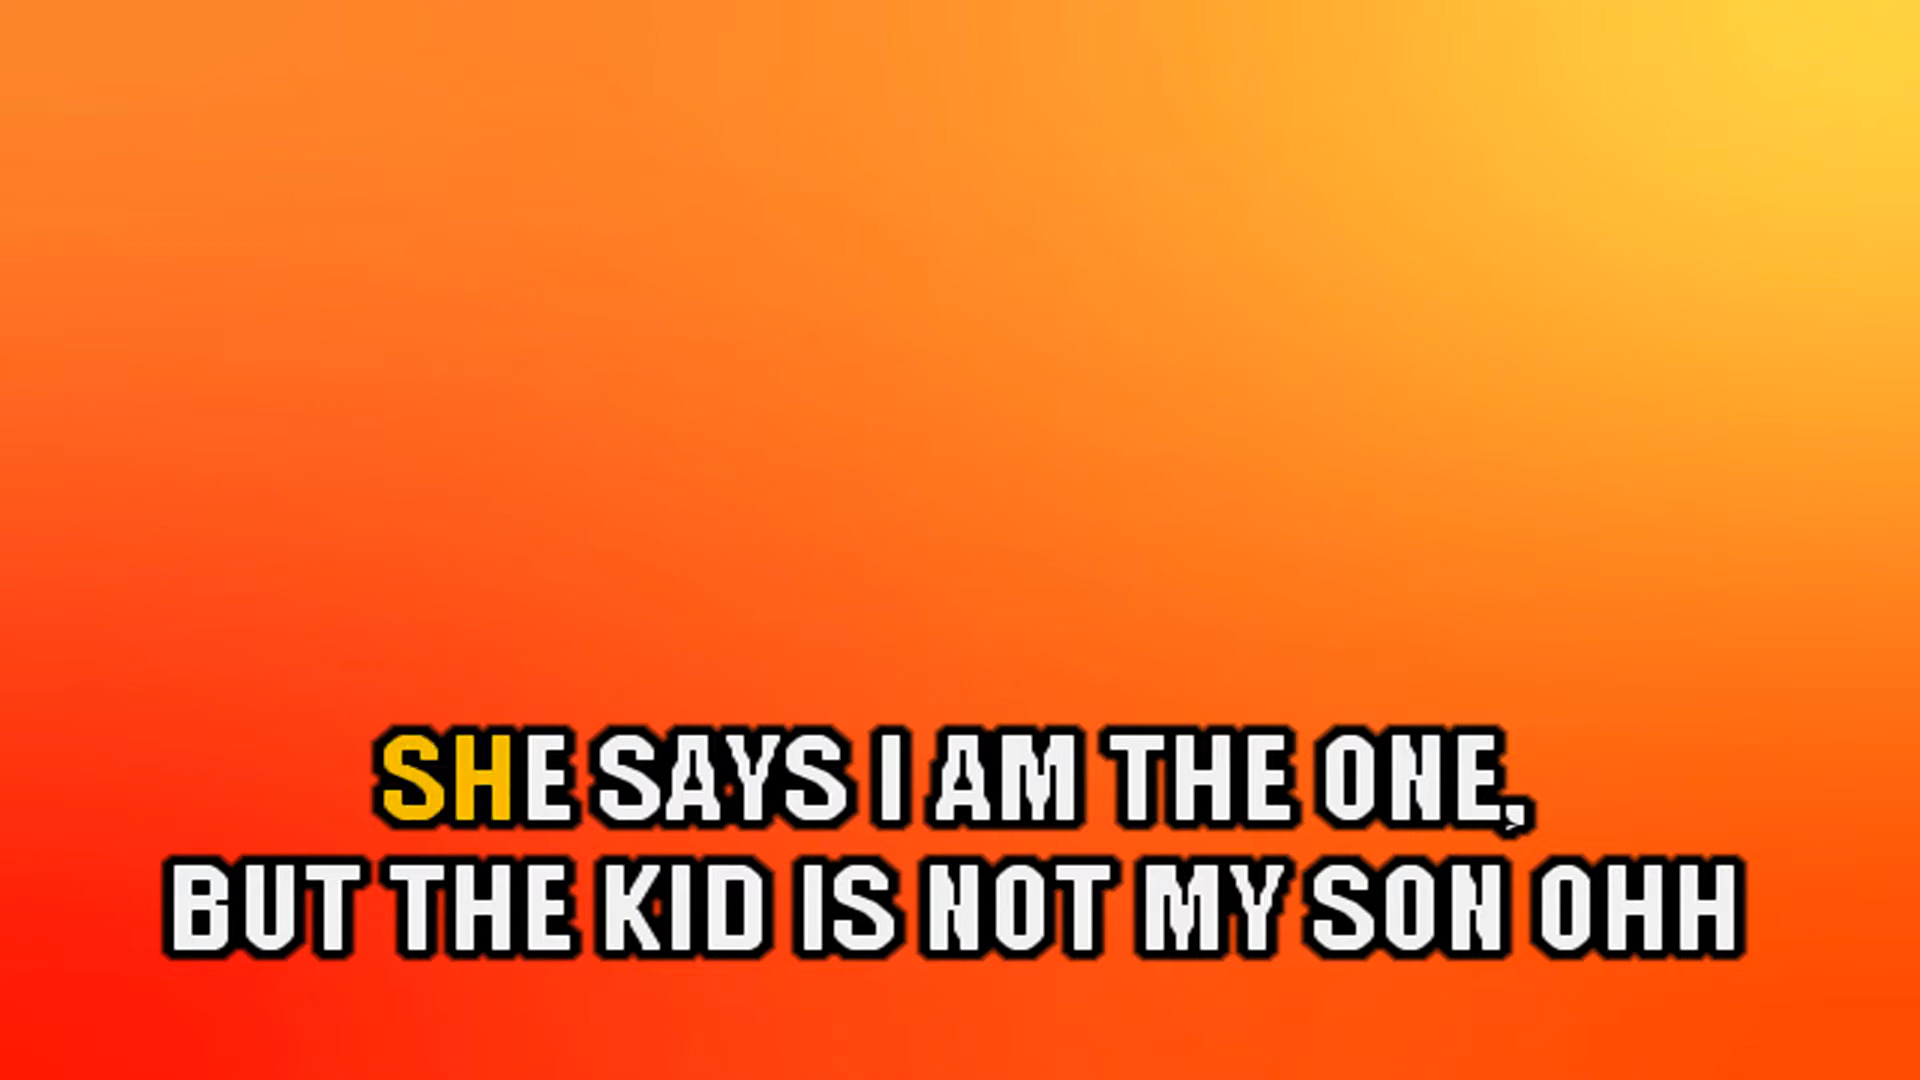 SHE SAYS I AM THE ONE,
BUT THE KID IS NOT MY SON OHH